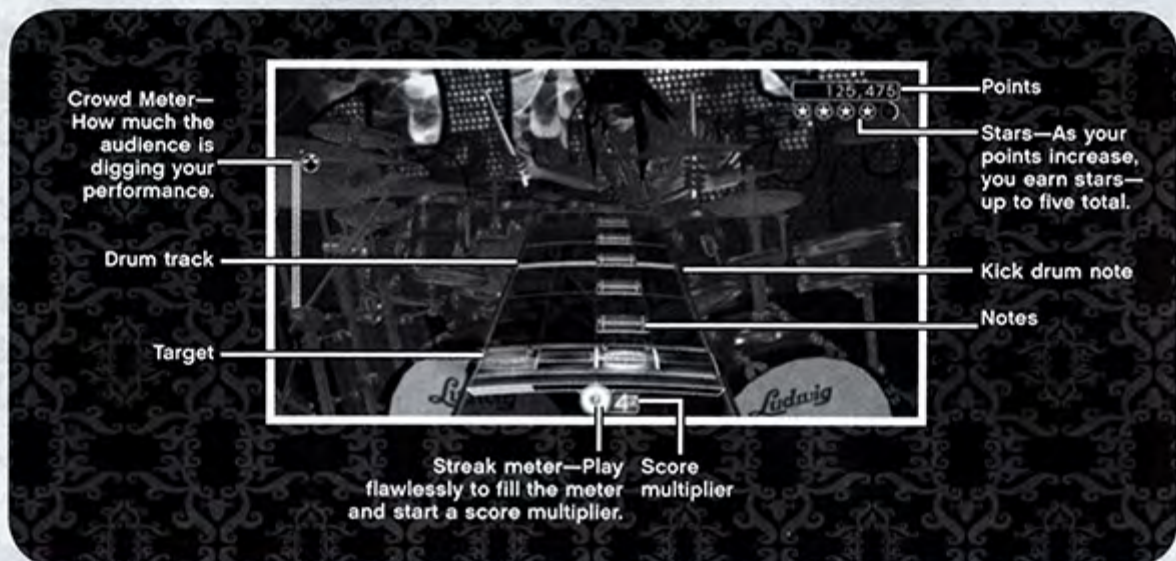 Crowd Meter—
How much the
audience is
digging your
performance.
Drum track
Target
125,475
Points
Stars—As your
points increase,
you earn stars—
up to five total.
Kick drum note
Notes
Ludwig
Ludwig
4x
Streak meter—Play
flawlessly to fill the meter
and start a score multiplier.
Score
multiplier